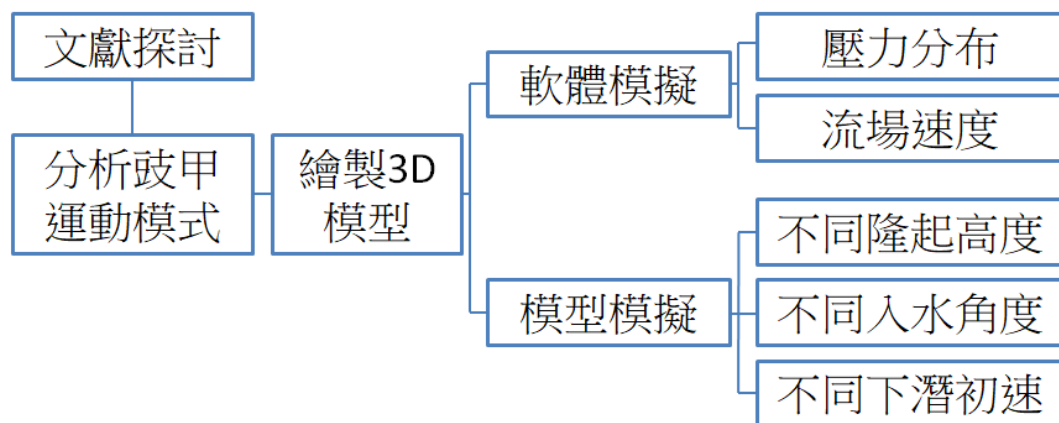 文獻探討
分析豉甲
運動模式
繪製3D
模型
軟體模擬
壓力分布
流場速度
模型模擬
不同隆起高度
不同入水角度
不同下潛初速